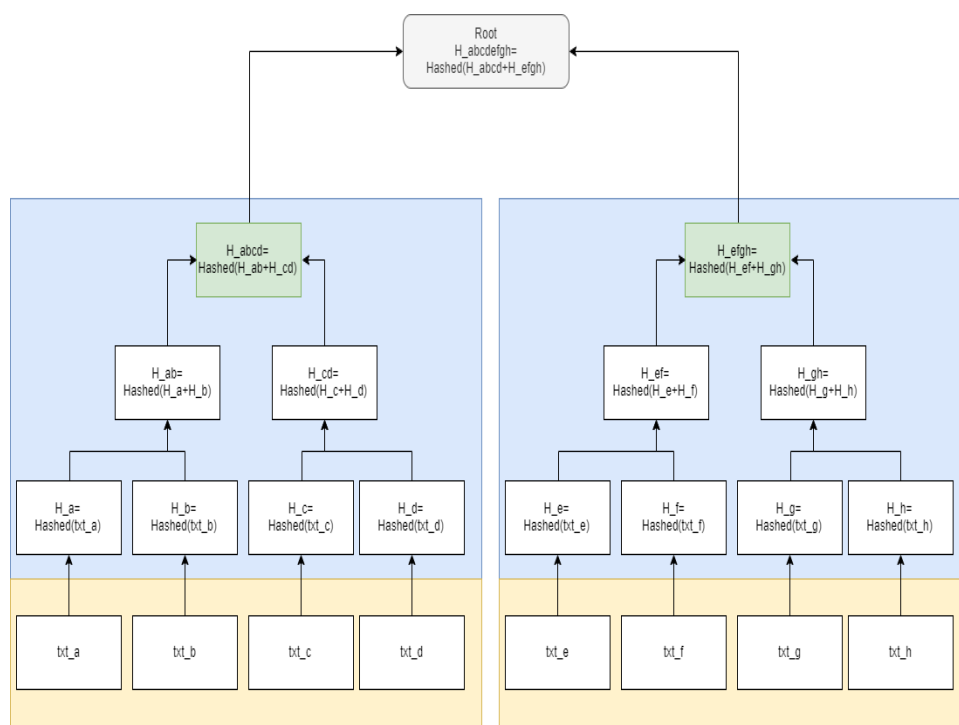 Root
H_abcdefgh=
Hashed(H_abcd+H_efgh)
H_abcd=
Hashed(H_ab+H_cd)
H_efgh=
Hashed(H_ef+H_gh)
H_ab=
Hashed(H_a+H_b)
H_cd=
Hashed(H_c+H_d)
H_ef=
Hashed(H_e+H_f)
H_gh=
Hashed(H_g+H_h)
H_a=
Hashed(txt_a)
H_b=
Hashed(txt_b)
H_c=
Hashed(txt_c)
H_d=
Hashed(txt_d)
H_e=
Hashed(txt_e)
H_f=
Hashed(txt_f)
H_g=
Hashed(txt_g)
H_h=
Hashed(txt_h)
txt_a
txt_b
txt_c
txt_d
txt_e
txt_f
txt_g
txt_h